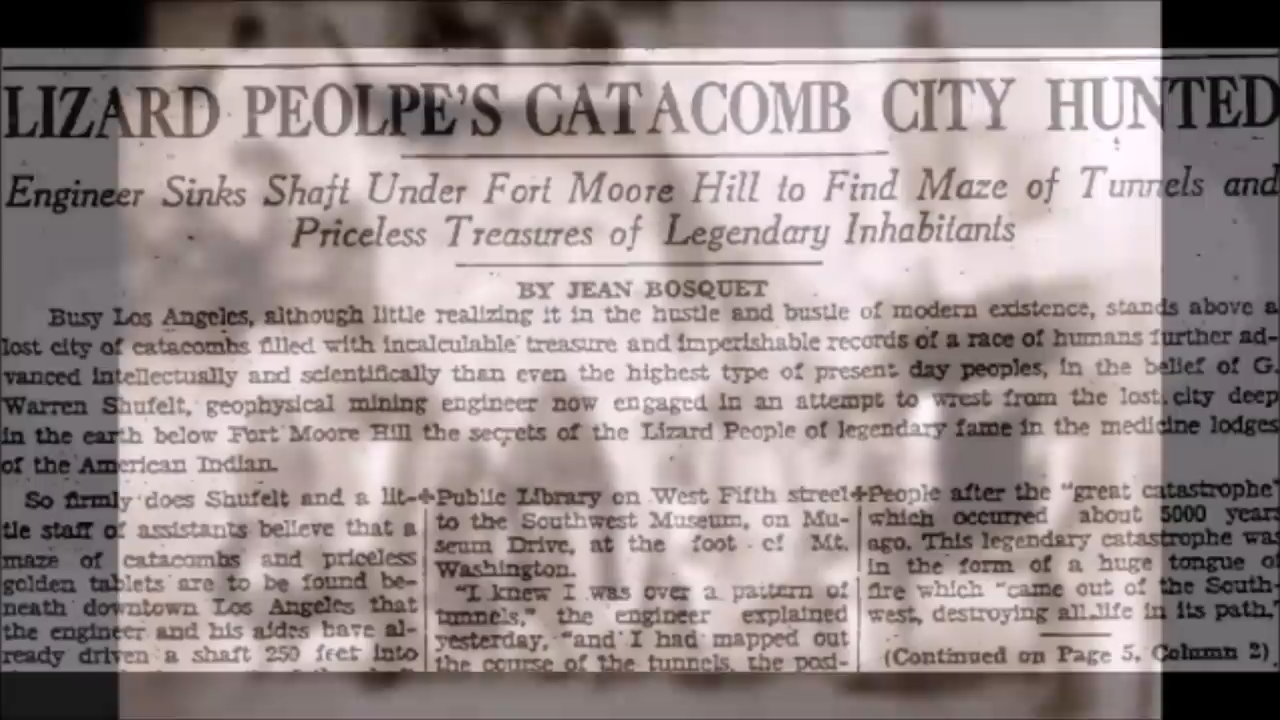 LIZARD PEOLPE'S CATACOMB CITY HUNTED
Engineer Sinks Shaft Under Fort Moore Hill to Find Maze of Tunnels and
Priceless Treasures of Legendary Inhabitants
BY JEAN BOSQUET
Busy Los Angeles, although little realizing it in the hustle and bustle of modern existence, stands above a
lost city of catacombs filled with incalculable treasure and imperishable records of a race of humans further ad-
vanced intellectually and scientifically than even the highest type of present day peoples, in the belief of G.
Warren Shufelt, geophysical mining engineer now engaged in an attempt to wrest from the lost city deep
in the earth below Fort Moore Hill the secrets of the Lizard People of legendary fame in the medicine lodges
of the American Indian.
So firmly does Shufelt and a lit-
tle staff of assistants believe that a
maze of catacombs and priceless
golden tablets are to be found be-
neath downtown Los Angeles that
the engineer and his aides have al-
ready driven a shaft 250 feet into
Public Library on West Fifth street
to the Southwest Museum, on Mu-
seum Drive, at the foot of Mt.
Washington.
"I knew I was over a pattern of
tunnels," the engineer explained
yesterday, "and I had mapped out
the course of the tunnels, the posi-
People after the "great catastrophe"
which occurred about 5000 years
ago. This legendary catastrophe was
in the form of a huge tongue of
fire which "came out of the South-
west, destroying all life in its path,"
(Continued on Page 5, Column 2)